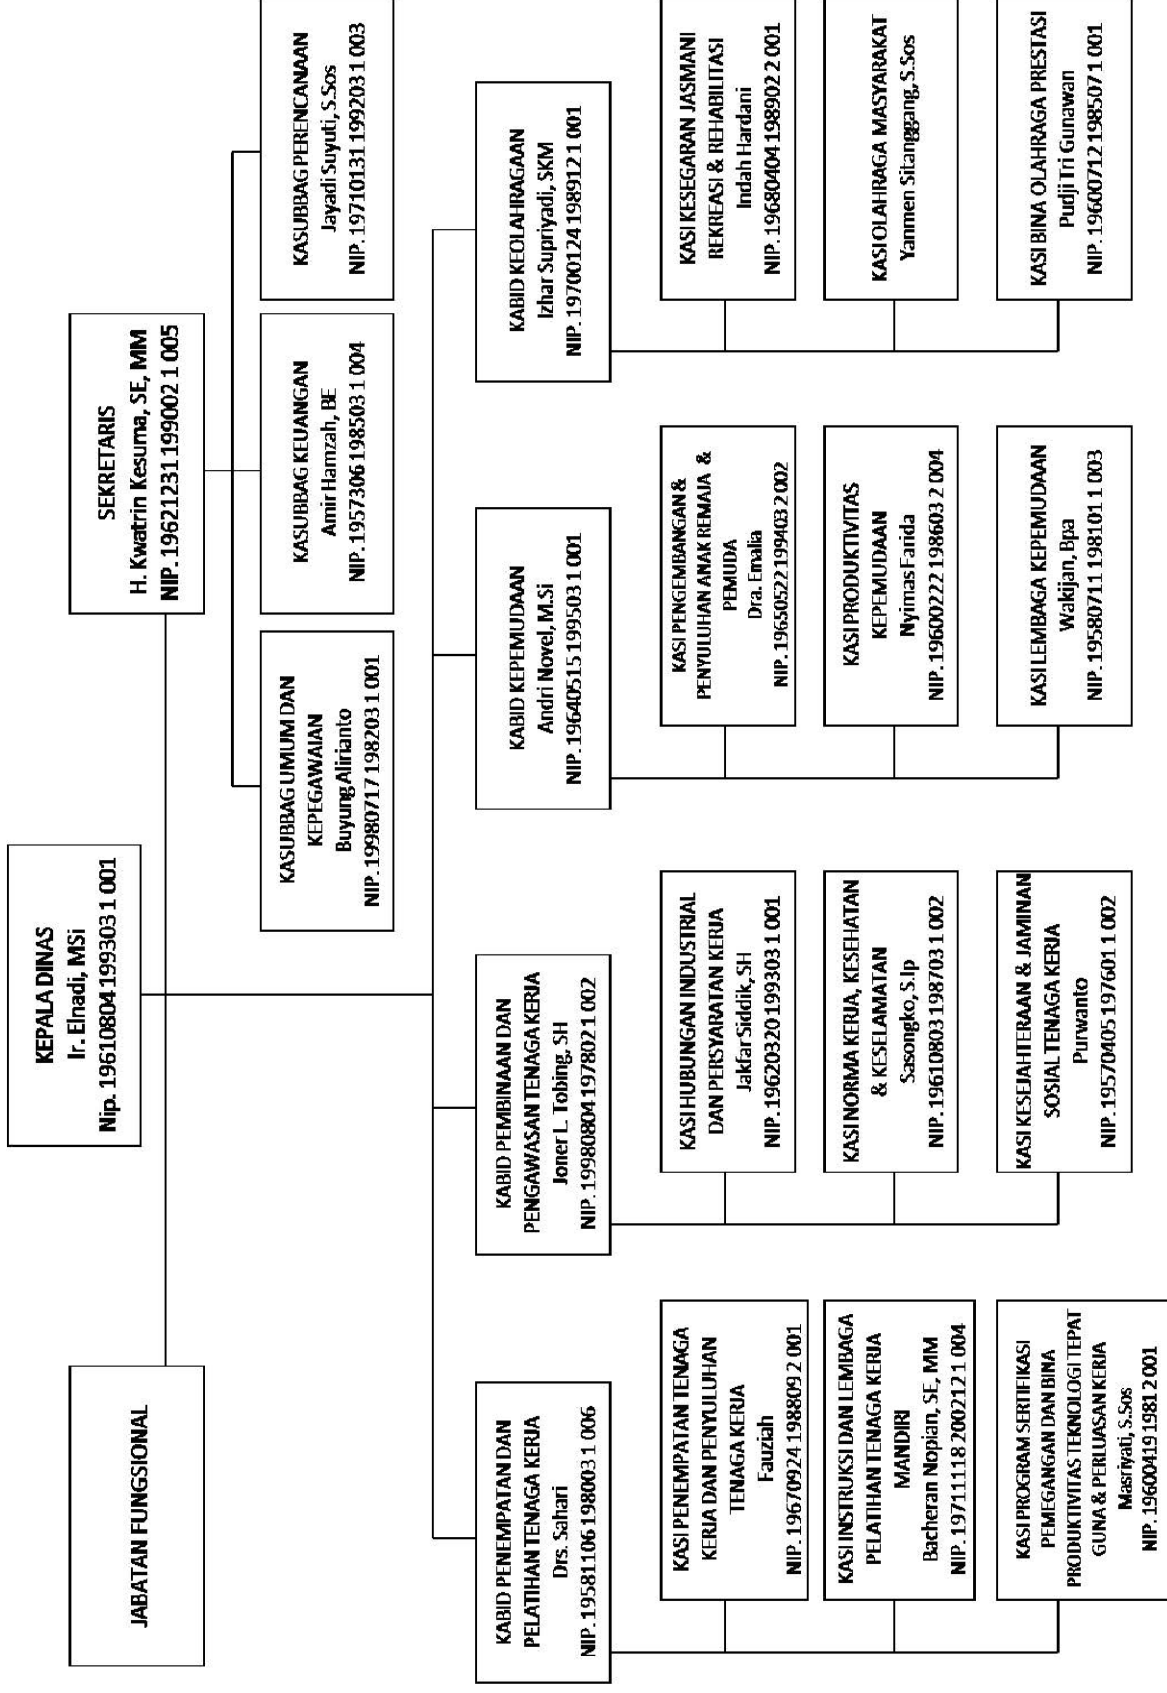 KEPALA DINAS
Ir. Elnadi, MSi
Nip. 19610804 199303 1 001
JABATAN FUNGSIONAL
SEKRETARIS
H. Kwatrin Kesuma, SE, MM
NIP. 19621231199002 1 005
KASUBBAG UMUM DAN
KEPEGAWAIAN
Buyung Alirianto
NIP. 19980717 198203 1 001
KASUBBAG KEUANGAN
Amir Hamzah, BE
NIP. 1957306 198503 1 004
KASUBBAG PERENCANAAN
Jayadi Suyuti, S.Sos
NIP. 19710131 199203 1 003
KABID PENEMPATAN DAN
PELATIHAN TENAGA KERJA
Drs. Sahari
NIP. 19581106 198003 1 006
KASI PENEMPATAN TENAGA
KERJA DAN PENYULUHAN
TENAGA KERJA
Fauziah
NIP. 19670924 198809 2 001
KASI INSTRUKSI DAN LEMBAGA
PELATIHAN TENAGA KERJA
MANDIRI
Bacheran Nopian, SE, MM
NIP. 19711118 200212 1 004
KASI PROGRAM SERTIFIKASI
PEMEGANGAN DAN BINA
PRODUKTIVITAS TEKNOLOGI TEPAT
GUNA & PERLUASAN KERJA
Masriyati, S.Sos
NIP. 19600419 1981 2 001
KABID PEMBINAAN DAN
PENGAWASAN TENAGA KERJA
Joner L. Tobing, SH
NIP. 19980804 197802 1 002
KASI HUBUNGAN INDUSTRIAL
DAN PERSYARATAN KERJA
Jakfar Siddik, SH
NIP. 19620320 199303 1 001
KASI NORMA KERJA, KESEHATAN
& KESELAMATAN
Sasongko, S.Ip
NIP. 19610803 198703 1 002
KASI KESEJAHTERAAN & JAMINAN
SOSIAL TENAGA KERJA
Purwanto
NIP. 19570405 197601 1 002
KABID KEPEMUDAAN
Andri Novel, M.Si
NIP. 19640515 199503 1 001
KASI PENGEMBANGAN &
PENYULUHAN ANAK REMAJA &
PEMUDA
Dra. Emalia
NIP. 19650522 199403 2 002
KASI PRODUKTIVITAS
KEPEMUDAAN
Nyimas Farida
NIP. 19600222 198603 2 004
KASI LEMBAGA KEPEMUDAAN
Wakijan, Bpa
NIP. 19580711 198101 1 003
KABID KEOLAHRAGAAN
Izhar Supriyadi, SKM
NIP. 19700124 198912 1 001
KASI KESEGARAN JASMANI
REKREASI & REHABILITASI
Indah Hardani
NIP. 19680404 198902 2 001
KASI OLAHRAGA MASYARAKAT
Yanmen Sitanggang, S.Sos
KASI BINA OLAHRAGA PRESTASI
Pudji Tri Gunawan
NIP. 19600712 198507 1 001